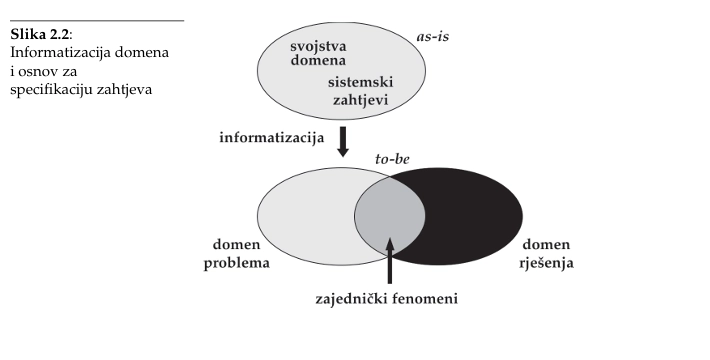 Slika 2.2:
Informatizacija domena
i osnov za
specifikaciju zahtjeva
as-is
svojstva
domena
sistemski
zahtjevi
informatizacija
to-be
domen
problema
domen
rješenja
zajednički fenomeni